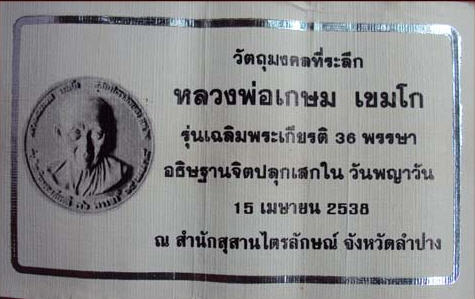 วัตถุมงคลที่ระลึก
หลวงพ่อเกษม เขมโก
รุ่นเฉลิมพระเกียรติ 36 พรรษา
อธิษฐานจิตปลุกเสกใน วันพญาวัน
15 เมษายน 2538
ณ สำนักสุสานไตรลักษณ์ จังหวัดลำปาง